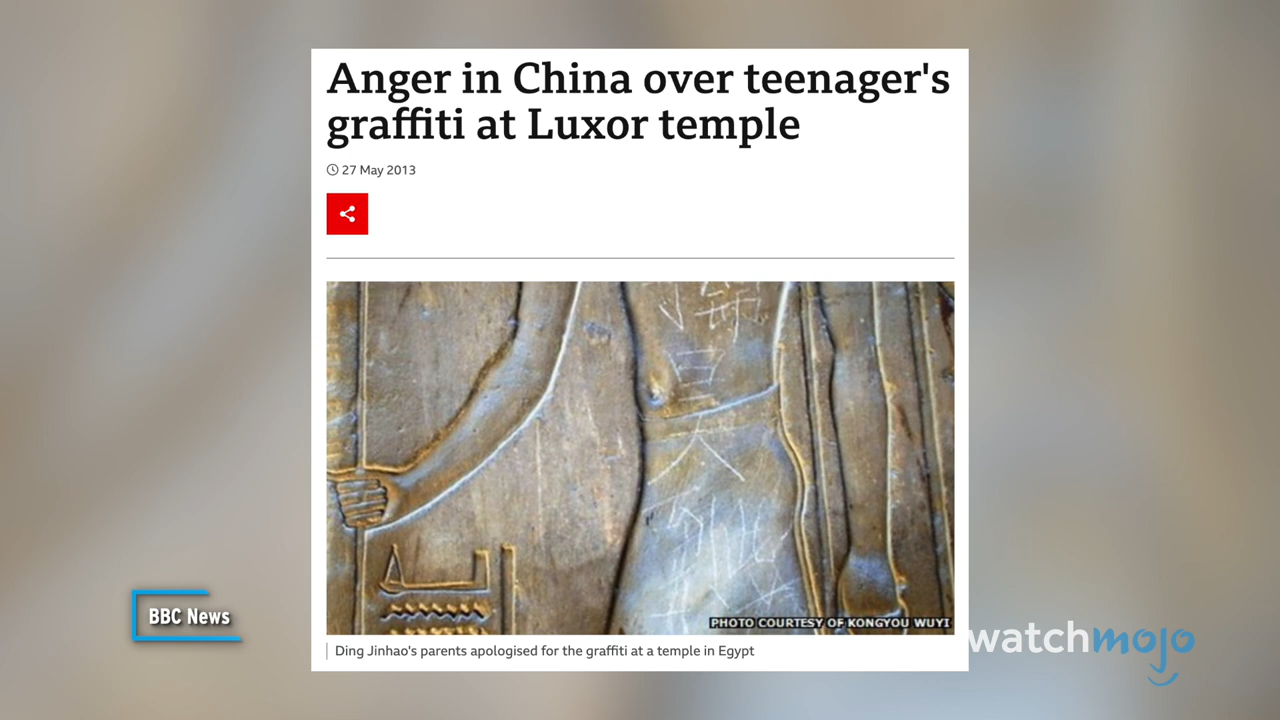 Anger in China over teenager's
graffiti at Luxor temple
27 May 2013
PHOTO COURTESY OF KONGYOU WUYI
Ding Jinhao's parents apologised for the graffiti at a temple in Egypt
BBC News
watchmojo